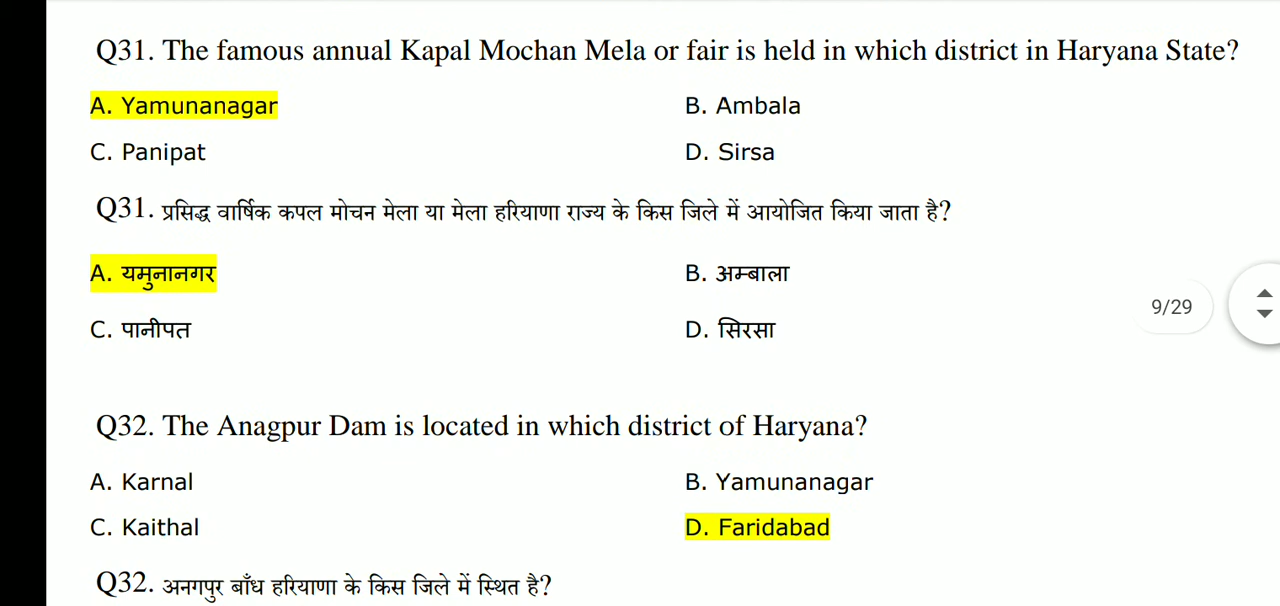 Q31. The famous annual Kapal Mochan Mela or fair is held in which district in Haryana State?
A. Yamunanagar B. Ambala
C. Panipat D. Sirsa
Q31. प्रसिद्ध वार्षिक कपल मोचन मेला या मेला हरियाणा राज्य के किस जिले में आयोजित किया जाता है?
A. यमुनानगर B. अम्बाला
9/29
C. पानीपत D. सिरसा
Q32. The Anagpur Dam is located in which district of Haryana?
A. Karnal B. Yamunanagar
C. Kaithal D. Faridabad
Q32. अनगपुर बाँध हरियाणा के किस जिले में स्थित है?